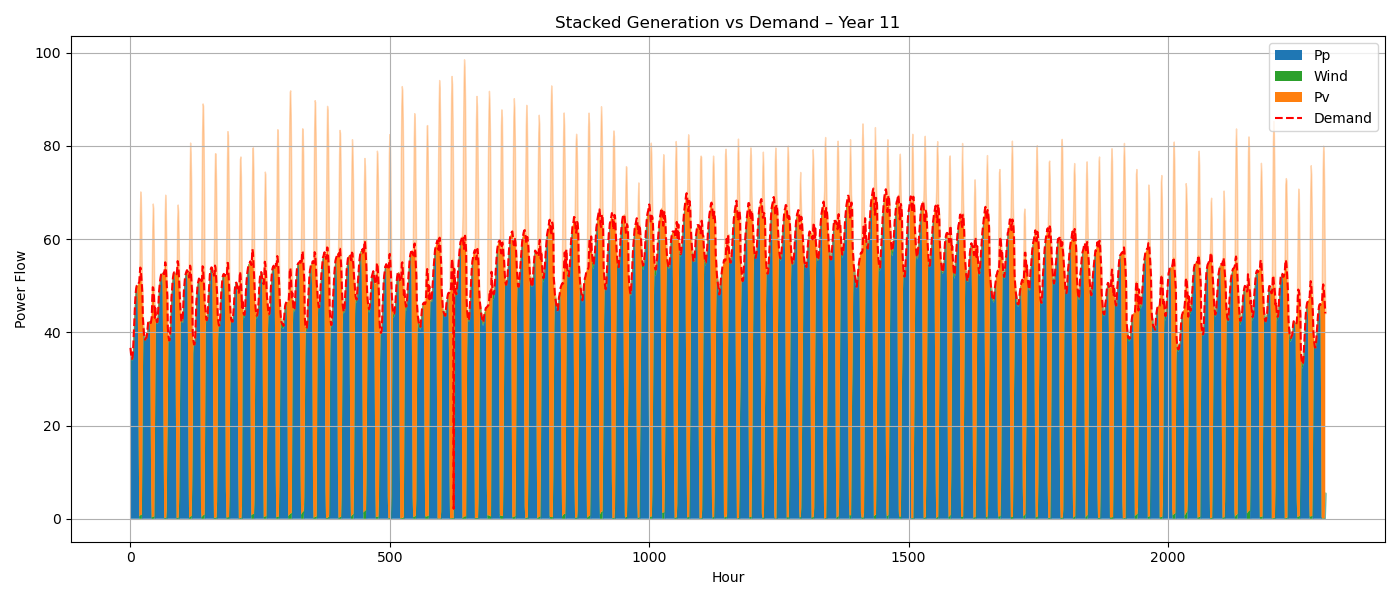 Stacked Generation vs Demand – Year 11
100
80
60
40
20
0
Power Flow
Pp
Wind
Pv
Demand
0 500 1000 1500 2000
Hour